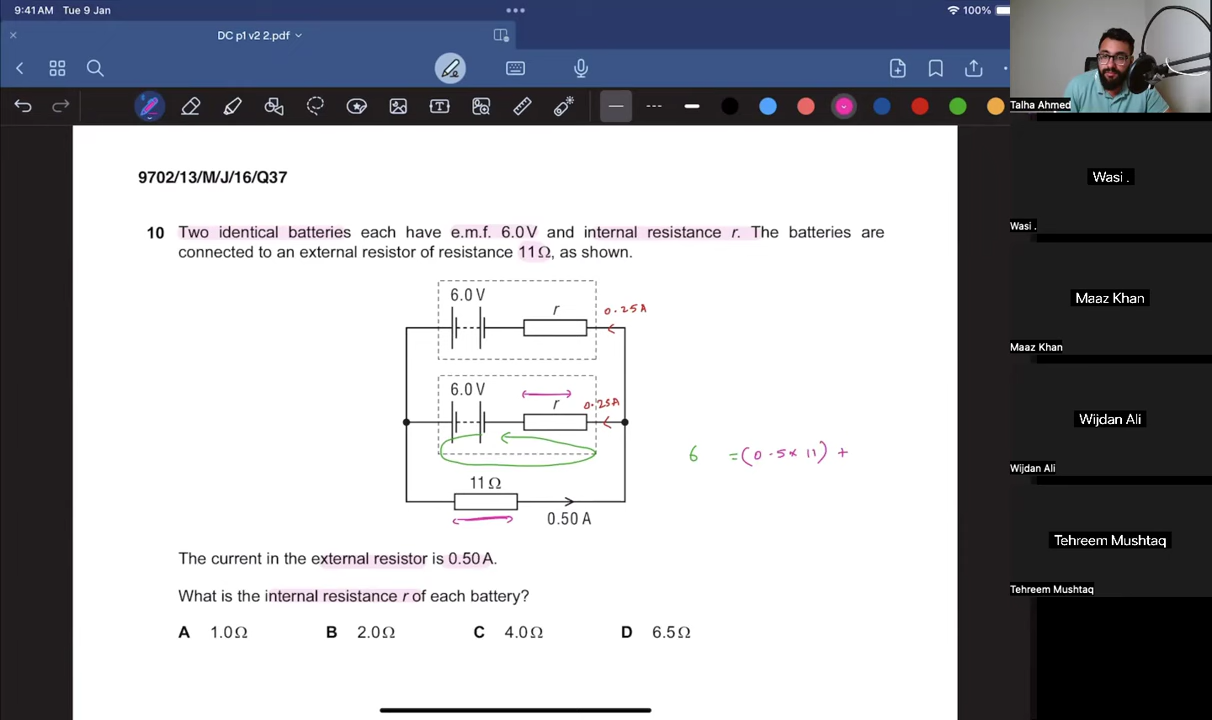 9:41 AM Tue 9 Jan
100%
DC p1 v2 2.pdf
Talha Ahmed
Wasi .
Wasi .
Maaz Khan
Maaz Khan
Wijdan Ali
Wijdan Ali
Tehreem Mushtaq
Tehreem Mushtaq
9702/13/M/J/16/Q37
10 Two identical batteries each have e.m.f. 6.0 V and internal resistance r. The batteries are
connected to an external resistor of resistance 11 Ω, as shown.
6.0 V
r
0.25A
6.0 V
r
0.25A
6 = (0.5 × 11) +
11 Ω
0.50 A
The current in the external resistor is 0.50 A.
What is the internal resistance r of each battery?
A 1.0 Ω B 2.0 Ω C 4.0 Ω D 6.5 Ω